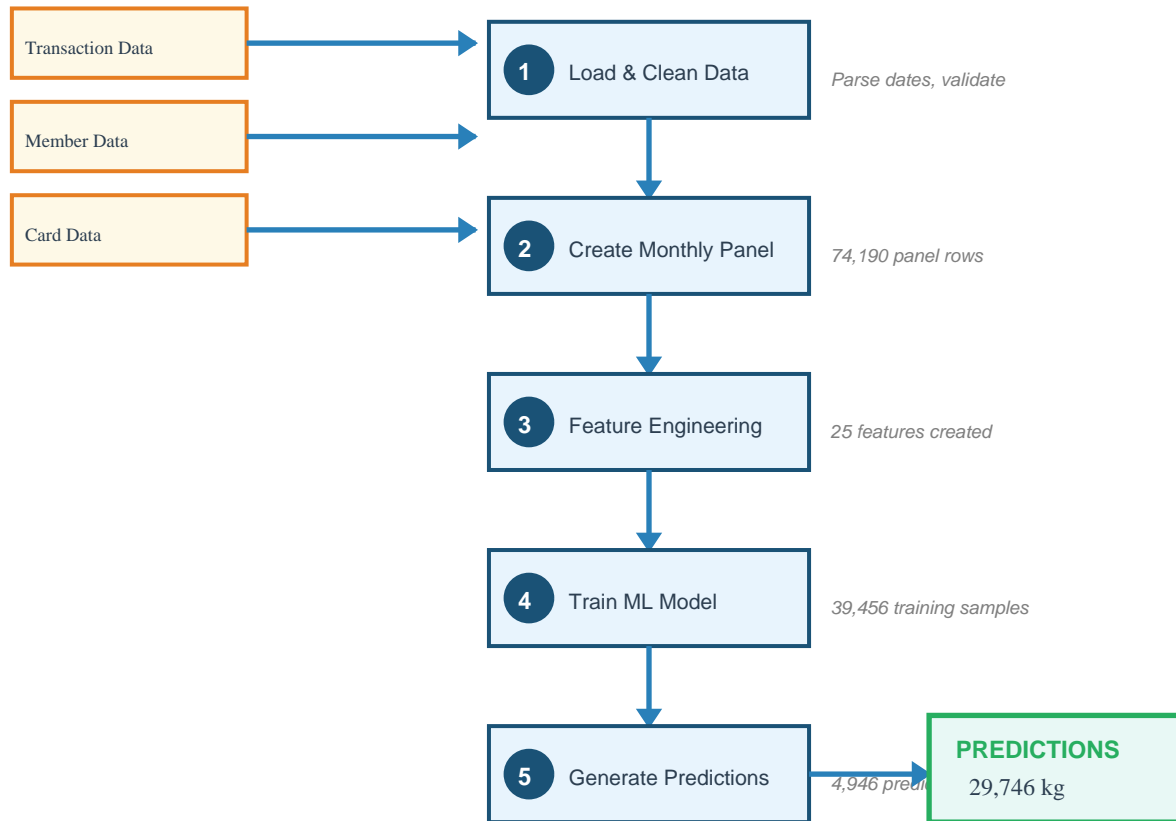 Transaction Data
Member Data
Card Data
1 Load & Clean Data
Parse dates, validate
2 Create Monthly Panel
74,190 panel rows
3 Feature Engineering
25 features created
4 Train ML Model
39,456 training samples
5 Generate Predictions
4,946
PREDICTIONS
29,746 kg